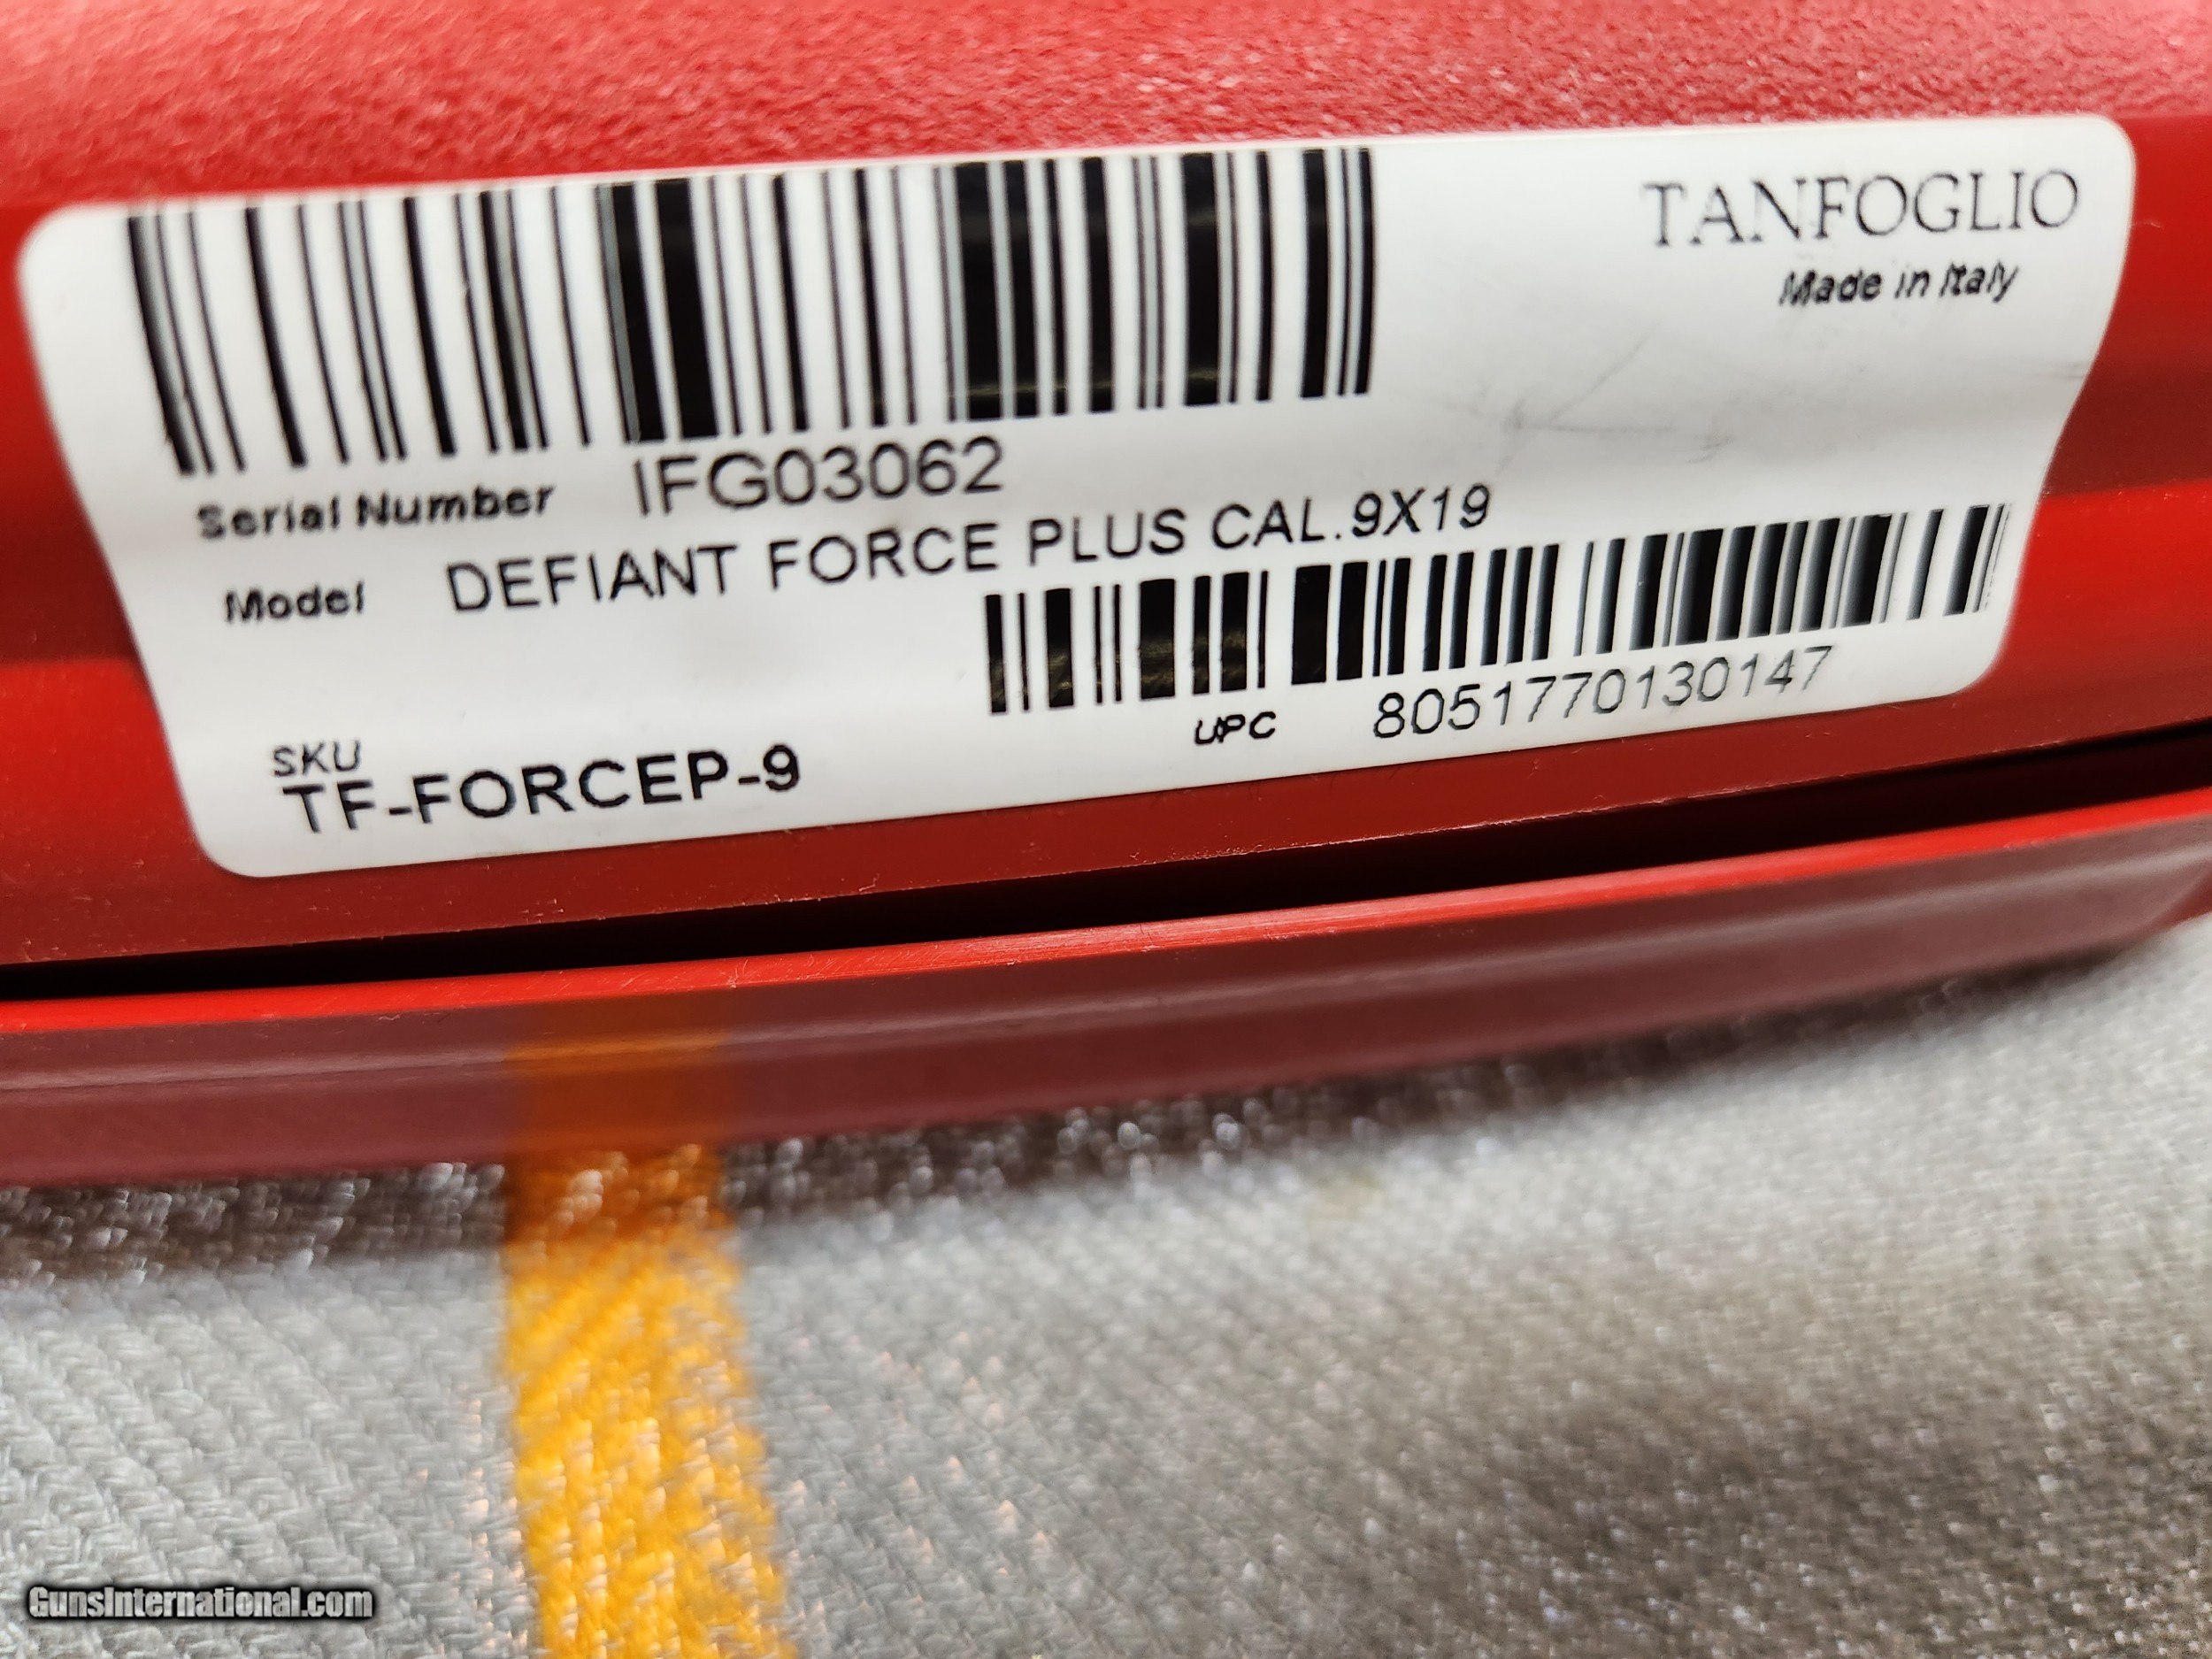 TANFOGLIO
Made in Italy
Serial Number IFG03062
Model DEFIANT FORCE PLUS CAL.9X19
UPC 8051770130147
SKU
TF-FORCEP-9
GunsInternational.com